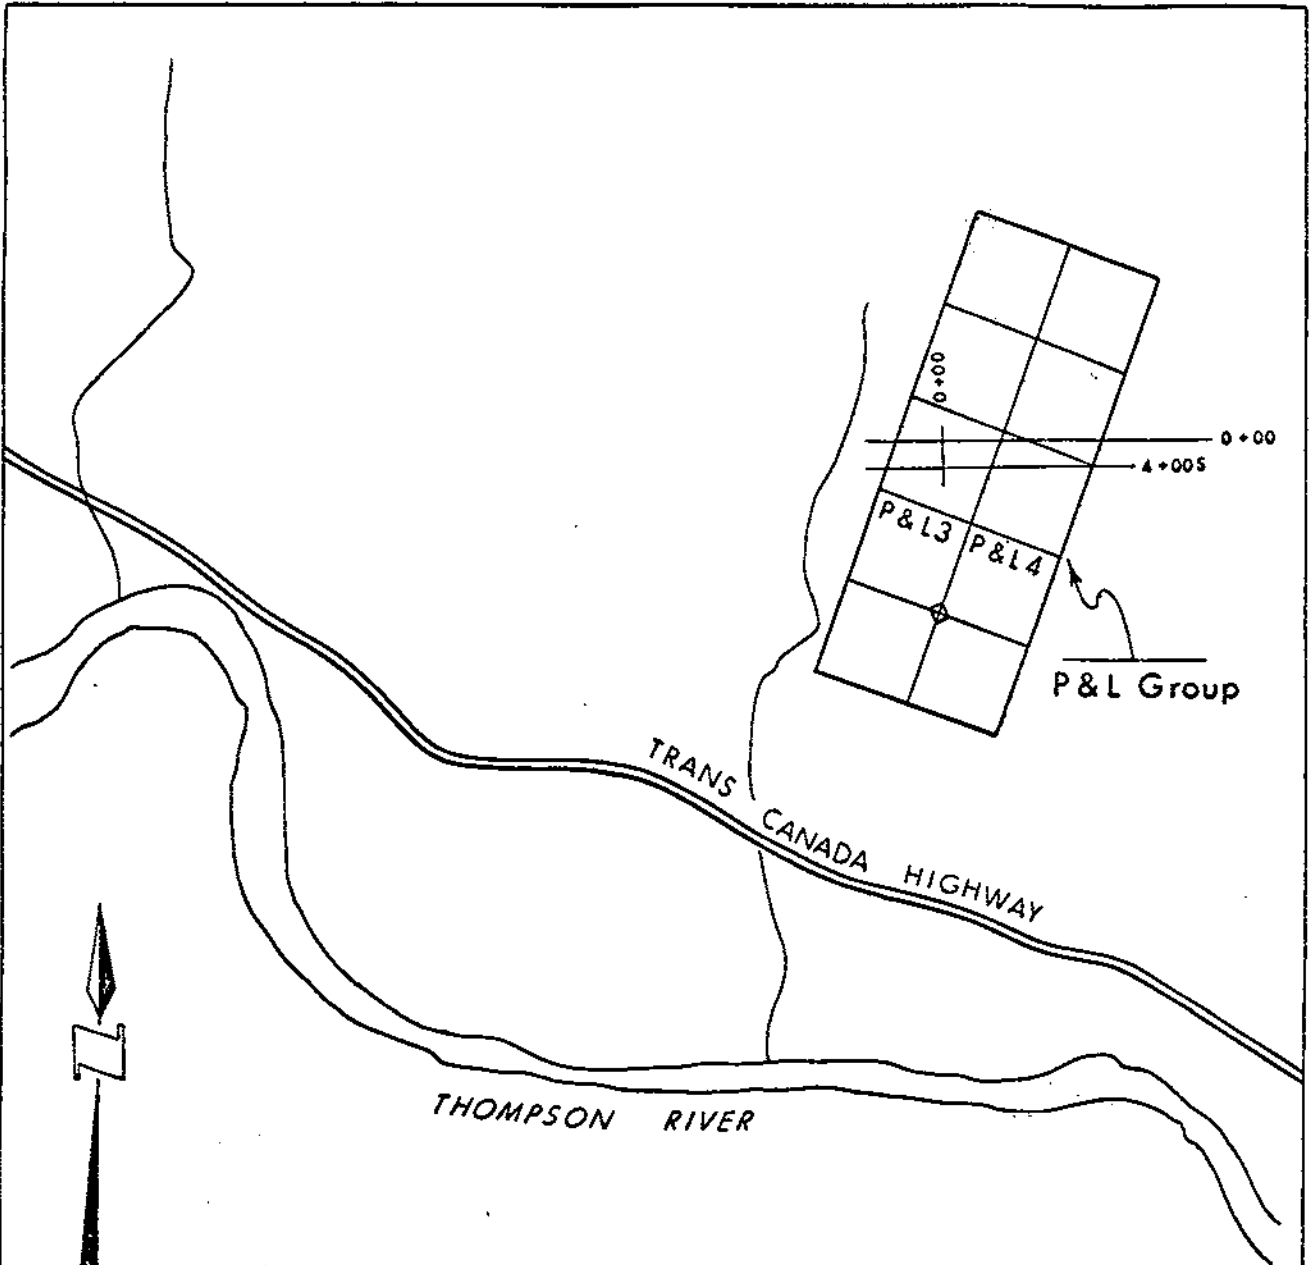 0+00
0+00
4+00S
P&L3
P&L4
P&L Group
TRANS CANADA HIGHWAY
N
THOMPSON RIVER